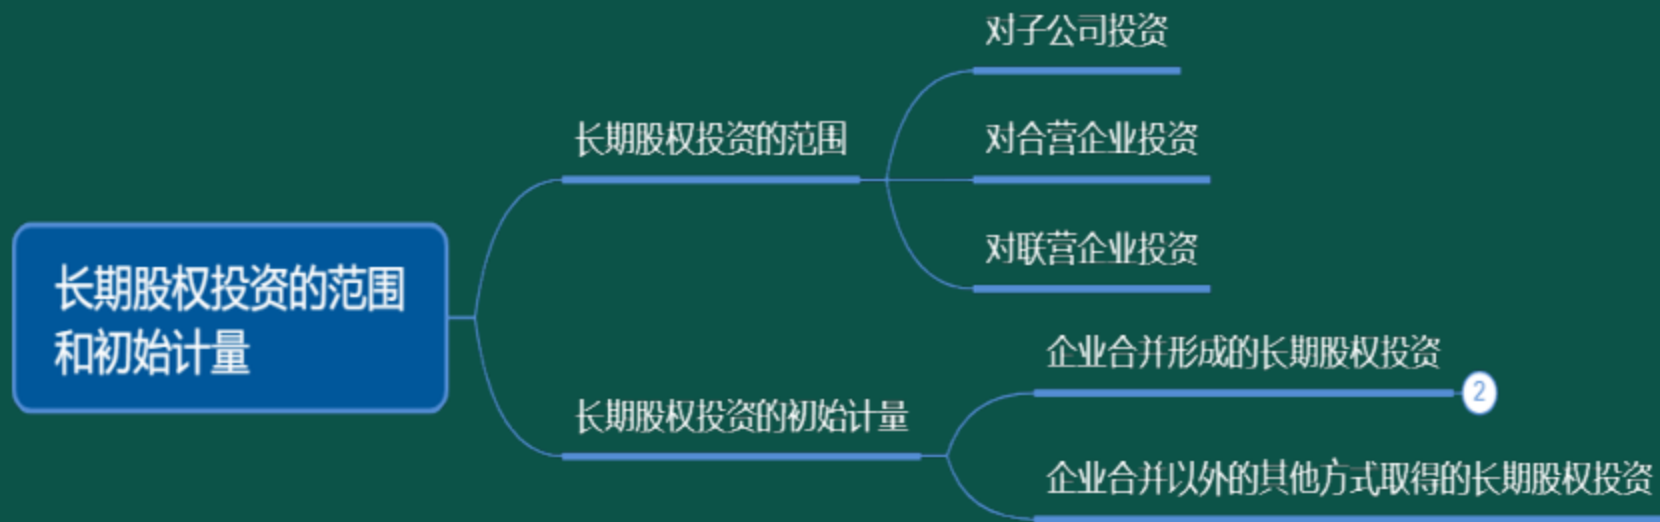 长期股权投资的范围
和初始计量
长期股权投资的范围
对子公司投资
对合营企业投资
对联营企业投资
长期股权投资的初始计量
企业合并形成的长期股权投资
2
企业合并以外的其他方式取得的长期股权投资